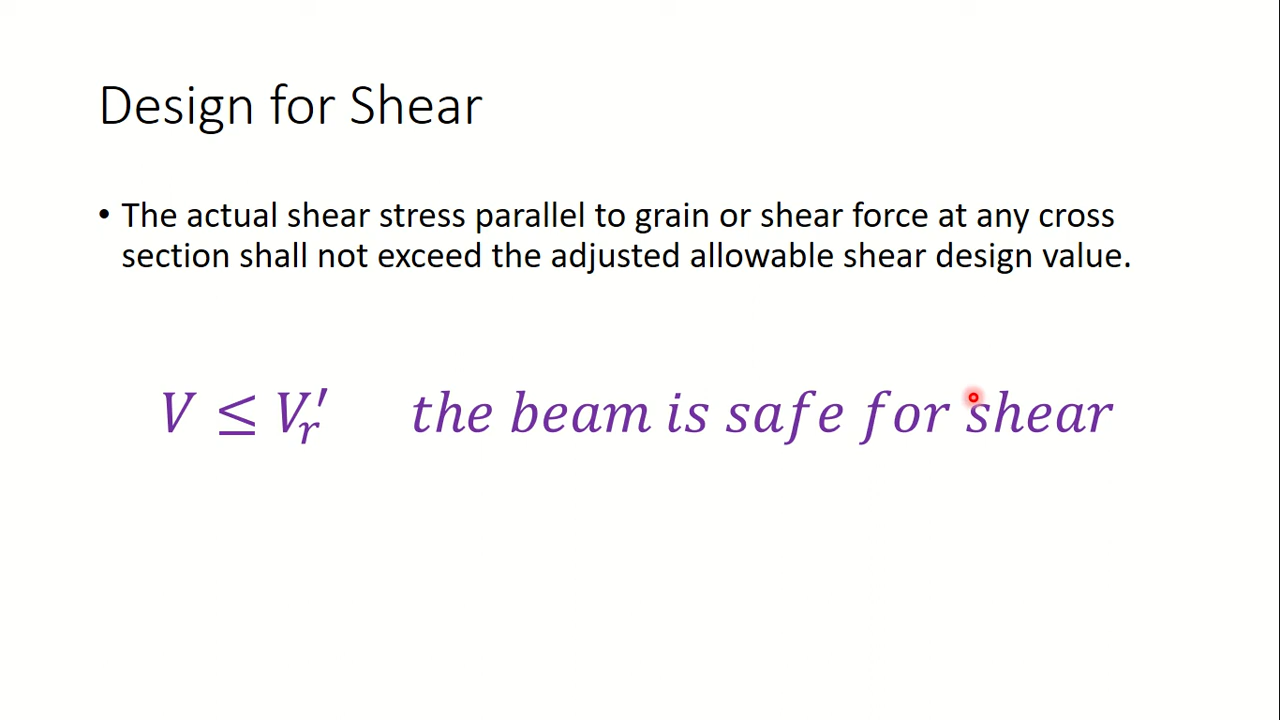 Design for Shear
• The actual shear stress parallel to grain or shear force at any cross
section shall not exceed the adjusted allowable shear design value.
V ≤ V_r′ the beam is safe for shear